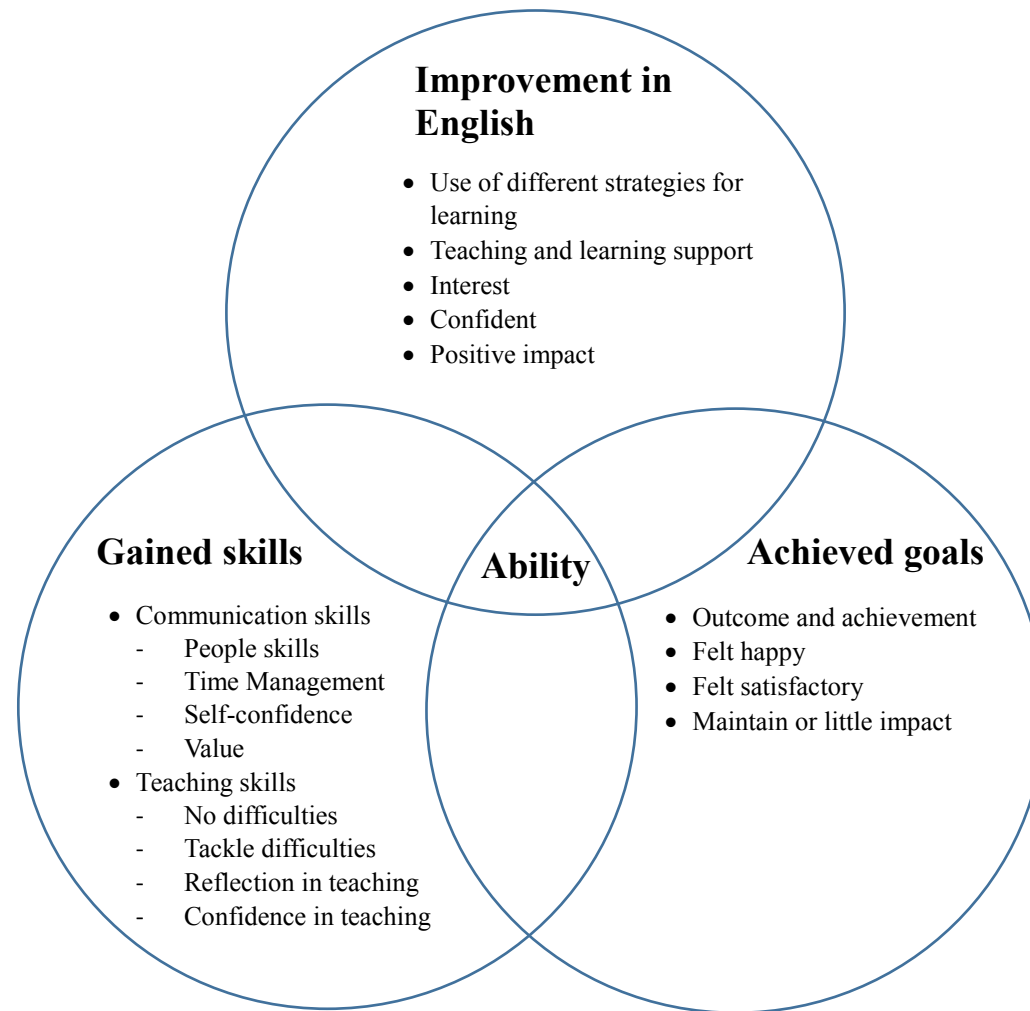 Improvement in
English
• Use of different strategies for
learning
• Teaching and learning support
• Interest
• Confident
• Positive impact
Gained skills
• Communication skills
- People skills
- Time Management
- Self-confidence
- Value
• Teaching skills
- No difficulties
- Tackle difficulties
- Reflection in teaching
- Confidence in teaching
Ability
Achieved goals
• Outcome and achievement
• Felt happy
• Felt satisfactory
• Maintain or little impact